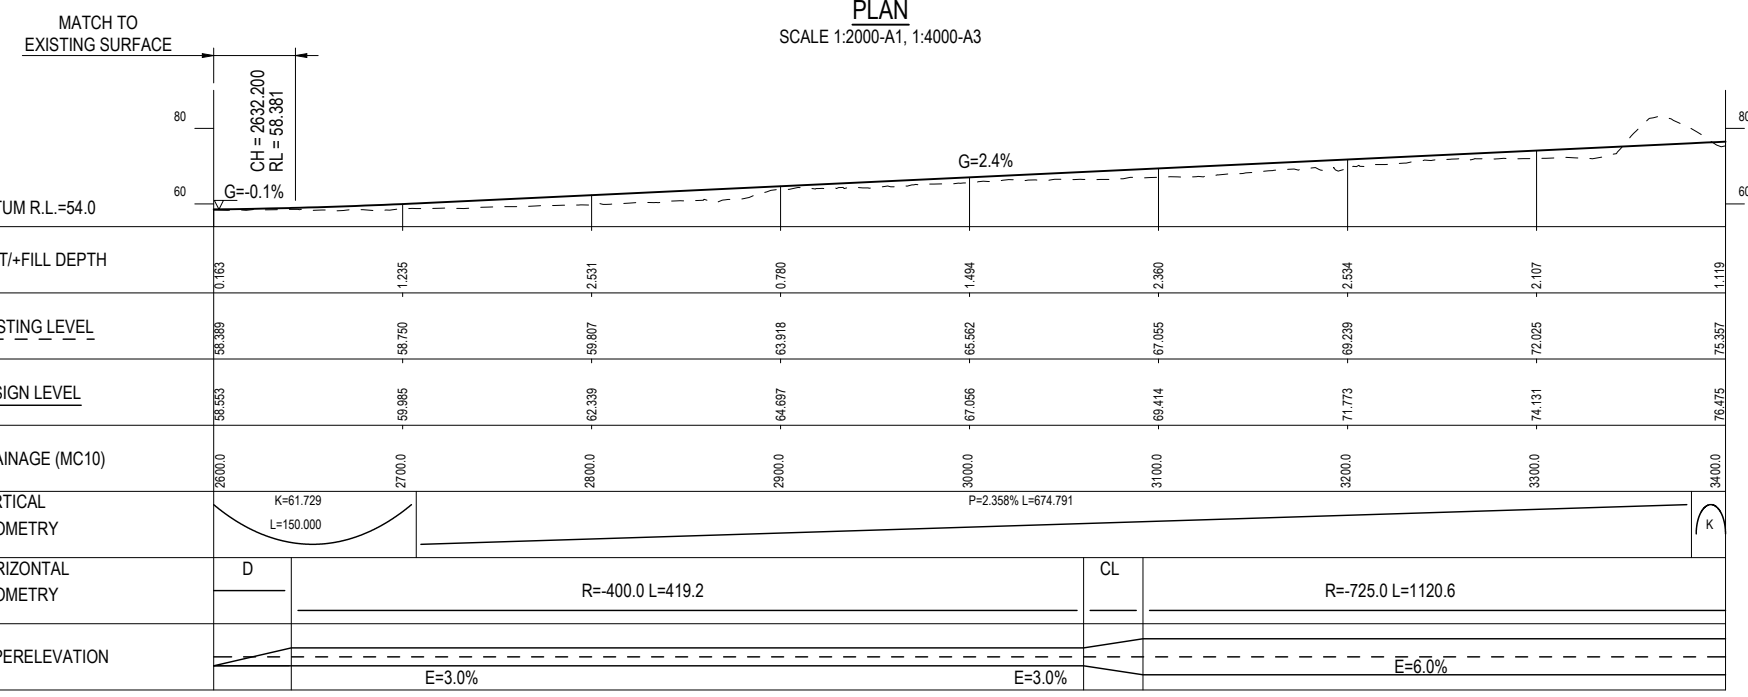 PLAN
SCALE 1:2000-A1, 1:4000-A3
MATCH TO
EXISTING SURFACE
CH = 2632.200
RL = 58.381
80
80
G=2.4%
60
G=-0.1%
60
TUM R.L.=54.0
T/+FILL DEPTH
0.163
1.235
2.531
0.780
1.494
2.360
2.534
2.107
1.119
STING LEVEL
58.389
58.750
59.807
63.918
65.562
67.055
69.239
72.025
75.357
SIGN LEVEL
58.553
59.985
62.339
64.697
67.056
69.414
71.773
74.131
76.475
AINAGE (MC10)
2600.0
2700.0
2800.0
2900.0
3000.0
3100.0
3200.0
3300.0
3400.0
RTICAL
OMETRY
K=61.729
L=150.000
P=2.358% L=674.791
K
RIZONTAL
OMETRY
D
R=-400.0 L=419.2
CL
R=-725.0 L=1120.6
PERELEVATION
E=3.0%
E=3.0%
E=6.0%